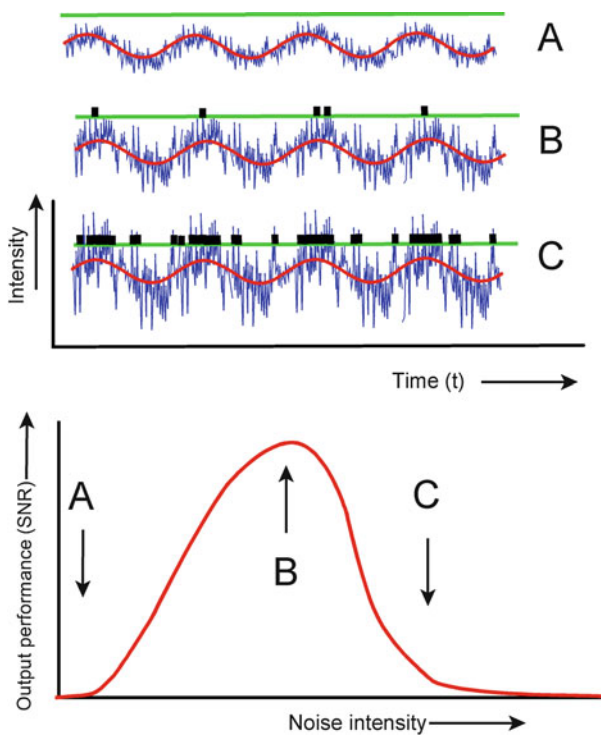 A
B
C
Intensity
Time (t)
Output performance (SNR)
A
B
C
Noise intensity